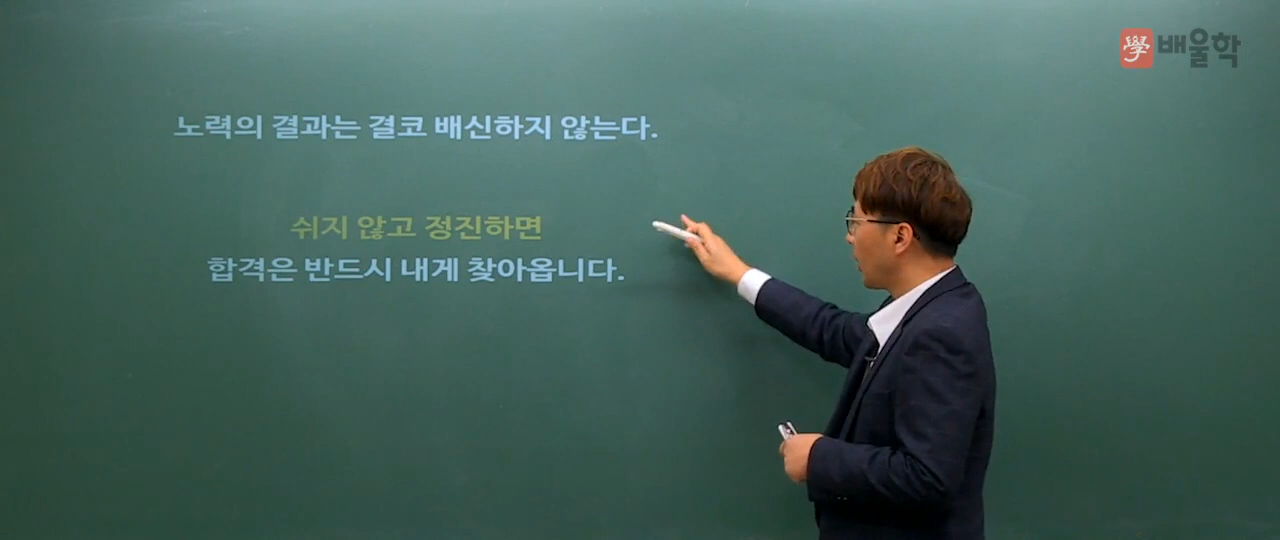 學 배울학
노력의 결과는 결코 배신하지 않는다.
쉬지 않고 정진하면
합격은 반드시 내게 찾아옵니다.